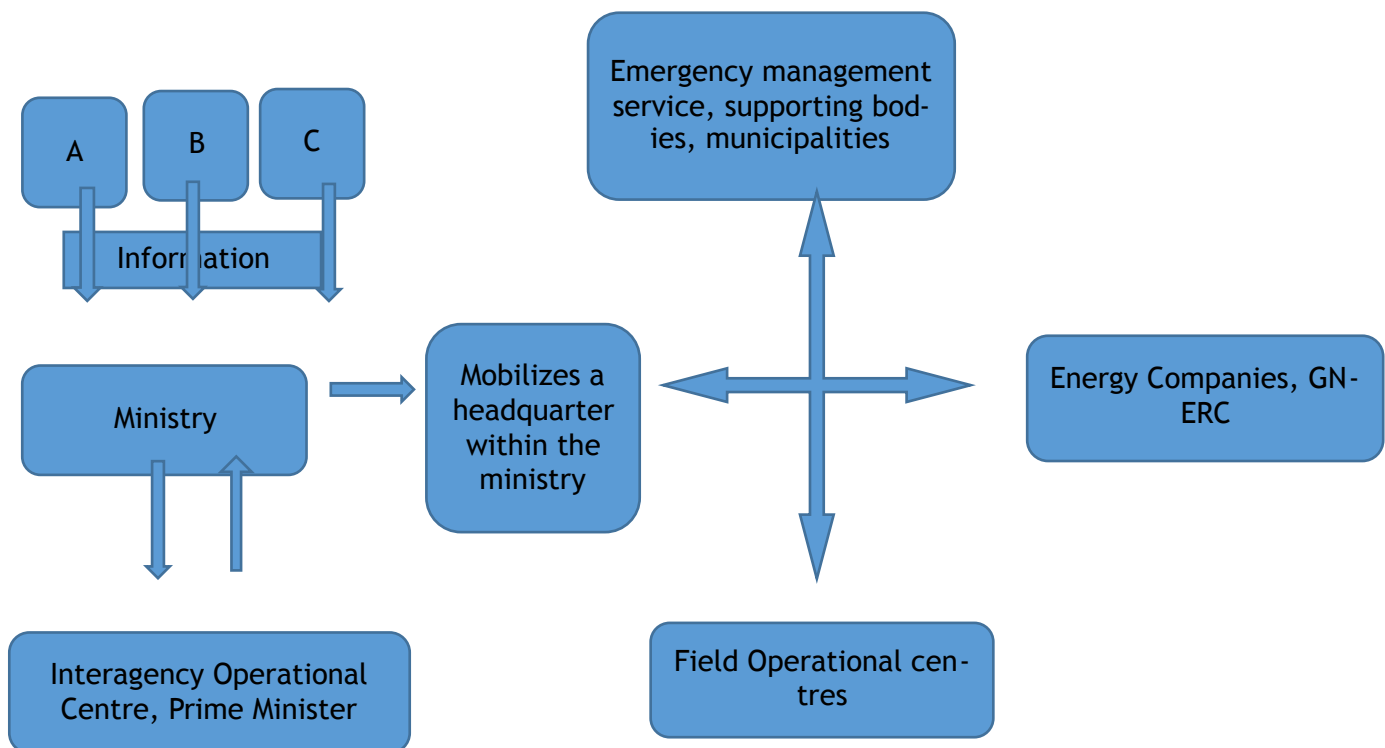 Emergency management
service, supporting bod-
ies, municipalities
A
B
C
Information
Ministry
Mobilizes a
headquarter
within the
ministry
Energy Companies, GN-
ERC
Interagency Operational
Centre, Prime Minister
Field Operational cen-
tres